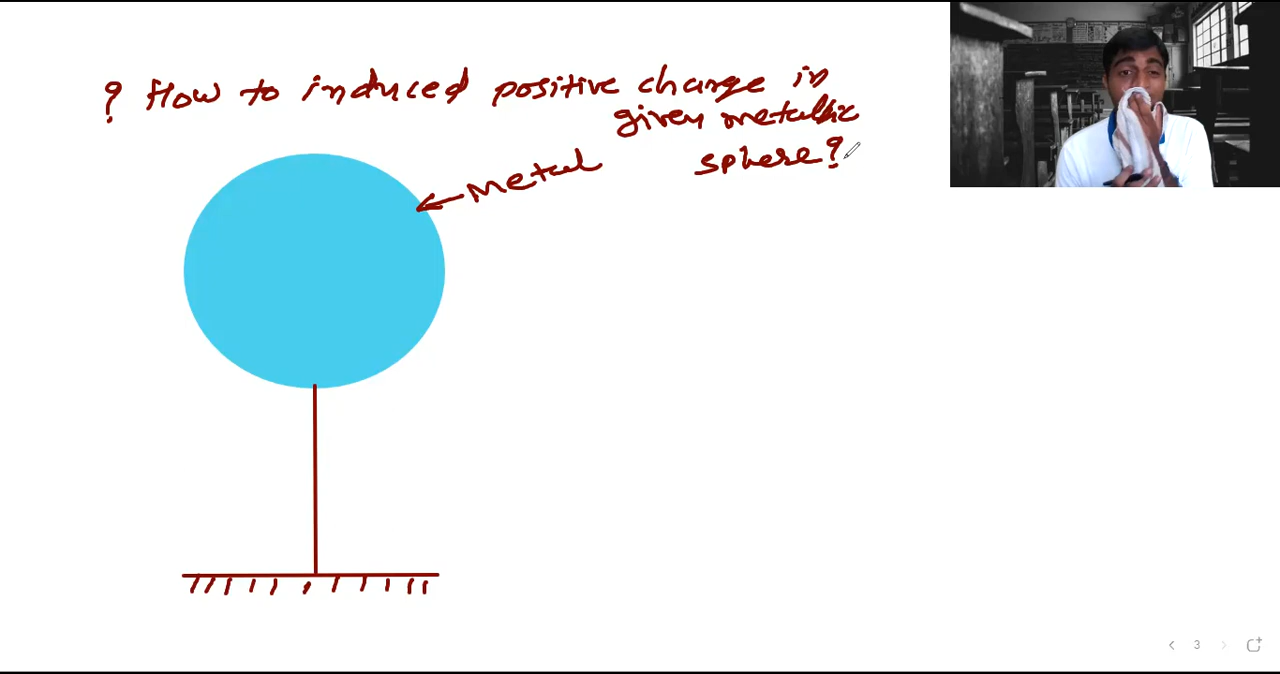 ? How to induced positive charge in
given metallic
sphere?
Metal
3